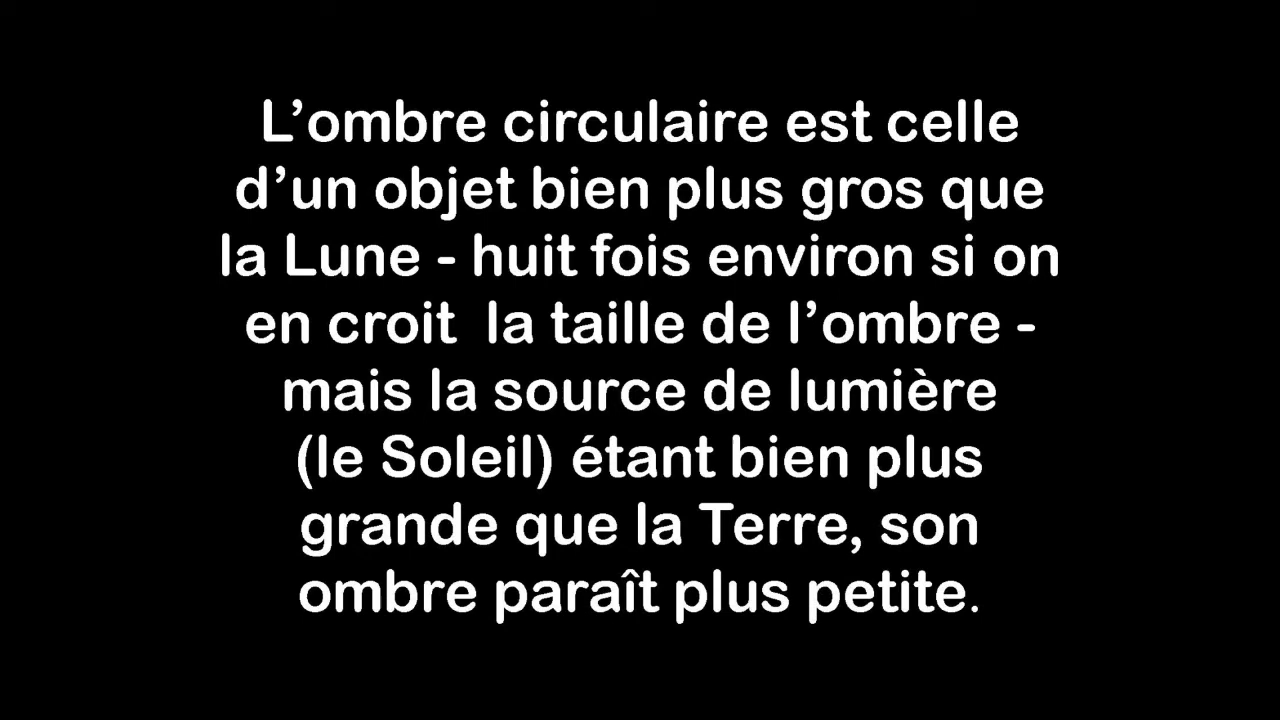 L’ombre circulaire est celle
d’un objet bien plus gros que
la Lune - huit fois environ si on
en croit  la taille de l’ombre -
mais la source de lumière
(le Soleil) étant bien plus
grande que la Terre, son
ombre paraît plus petite.